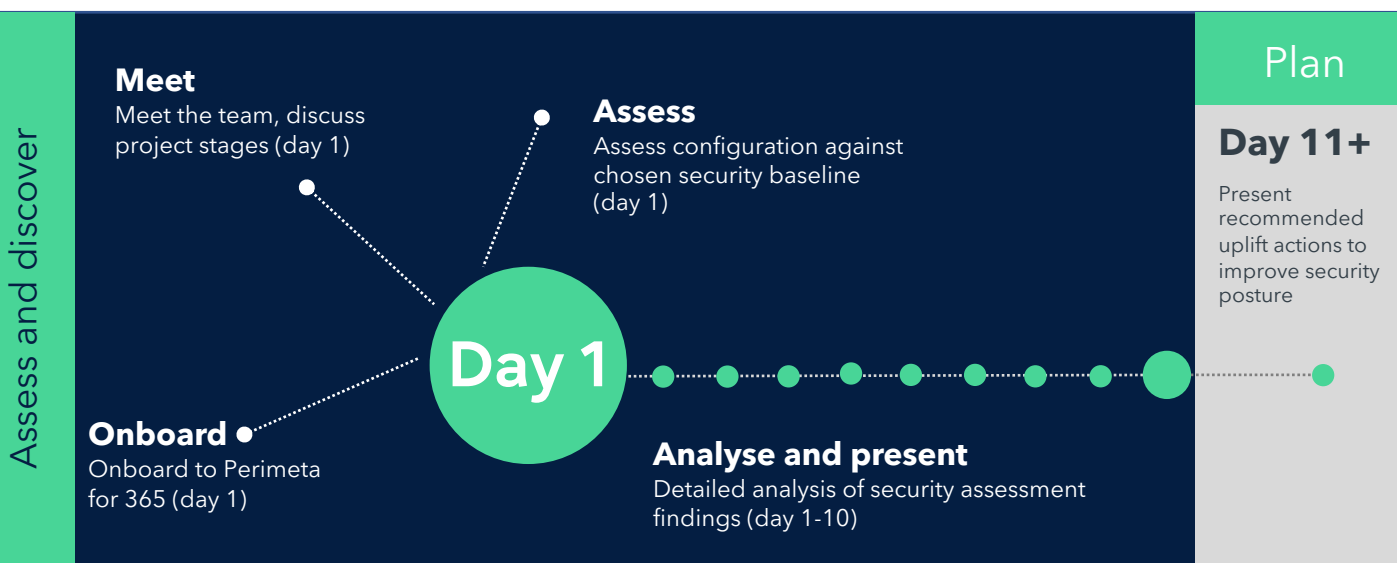 Assess and discover
Meet
Meet the team, discuss
project stages (day 1)
Assess
Assess configuration against
chosen security baseline
(day 1)
Day 1
Onboard
Onboard to Perimeta
for 365 (day 1)
Analyse and present
Detailed analysis of security assessment
findings (day 1-10)
Plan
Day 11+
Present
recommended
uplift actions to
improve security
posture